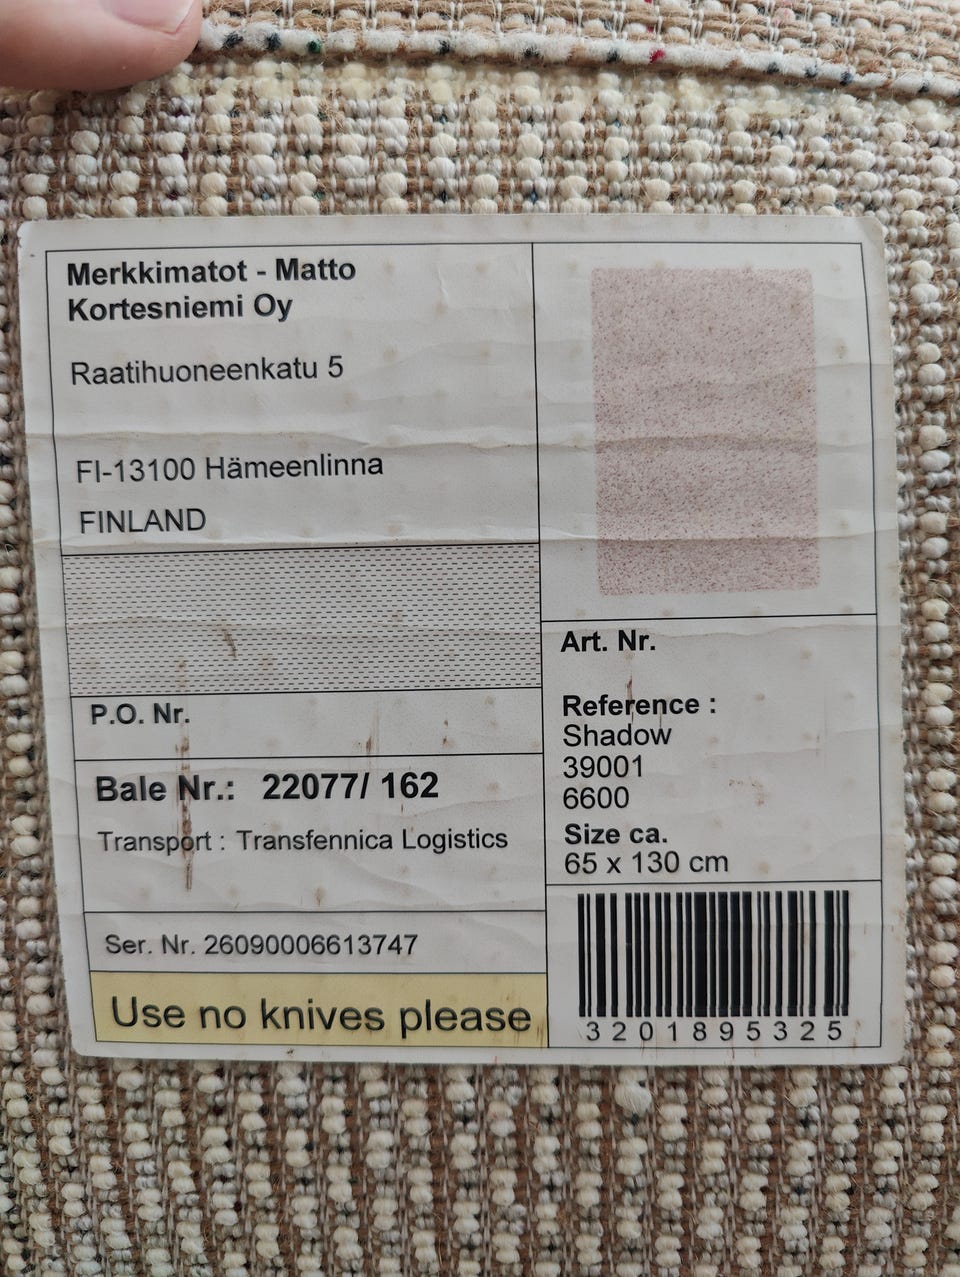 Merkkimatot - Matto
Kortesniemi Oy
Raatihuoneenkatu 5
FI-13100 Hämeenlinna
FINLAND
P.O. Nr.
Bale Nr.: 22077/ 162
Transport : Transfennica Logistics
Ser. Nr. 26090006613747
Use no knives please
Art. Nr.
Reference :
Shadow
39001
6600
Size ca.
65 x 130 cm
3201895325